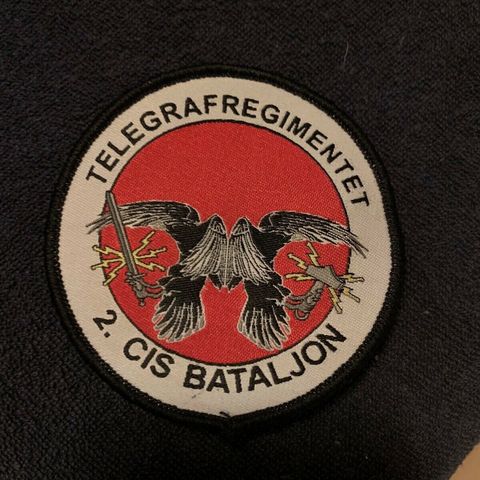 TELEGRAFREGIMENTET
2. CIS BATALJON